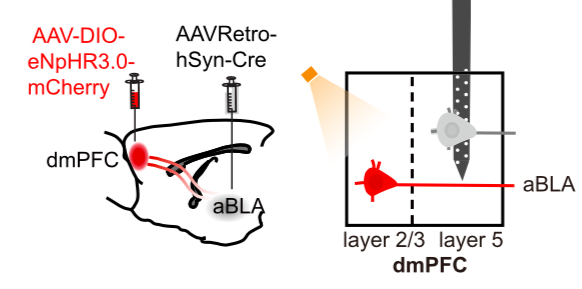 AAV-DIO-
eNpHR3.0-
mCherry
AAVRetro-
hSyn-Cre
dmPFC
aBLA
aBLA
layer 2/3
layer 5
dmPFC